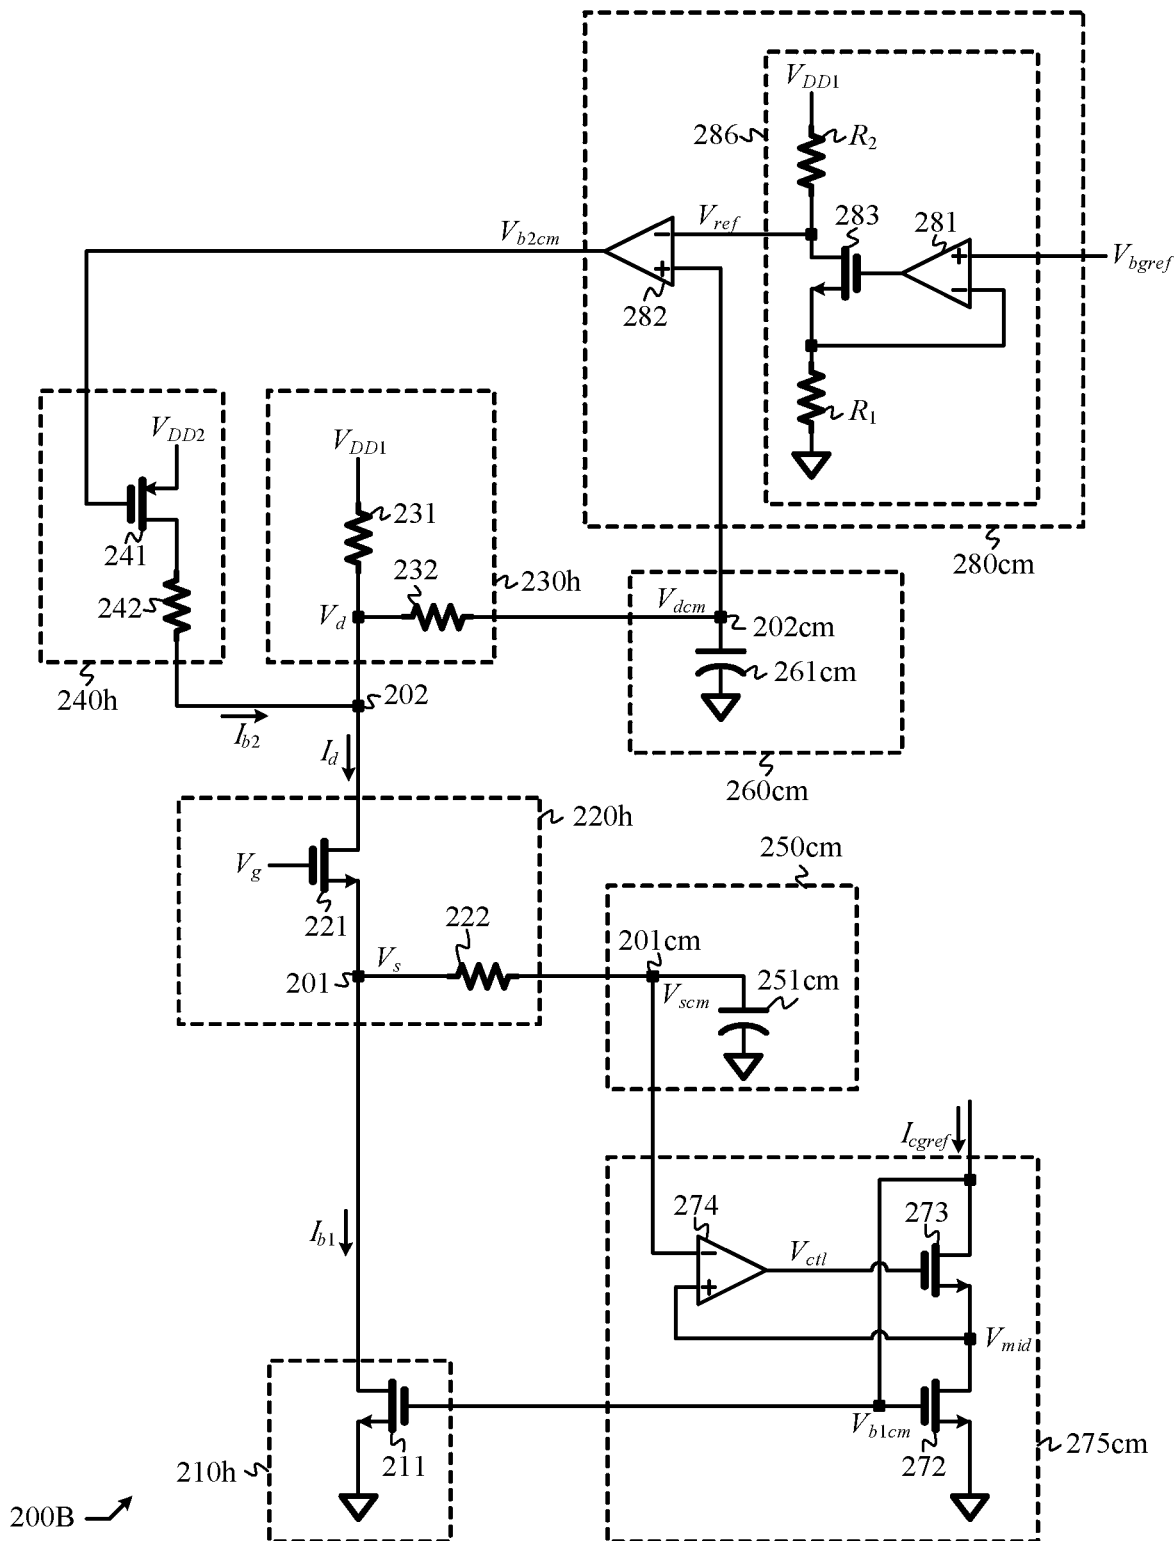 V_DD1
286
R_2
283
281
V_ref
V_b2cm
V_bgref
282
R_1
V_DD2
V_DD1
231
241
232
230h
280cm
242
V_d
V_dcm
202cm
261cm
240h
202
I_b2
I_d
260cm
220h
250cm
V_g
221
222
201cm
V_s
201
251cm
V_scm
I_cgref
274
273
I_b1
V_ctl
V_mid
V_b1cm
211
272
275cm
210h
200B
− + + − − +